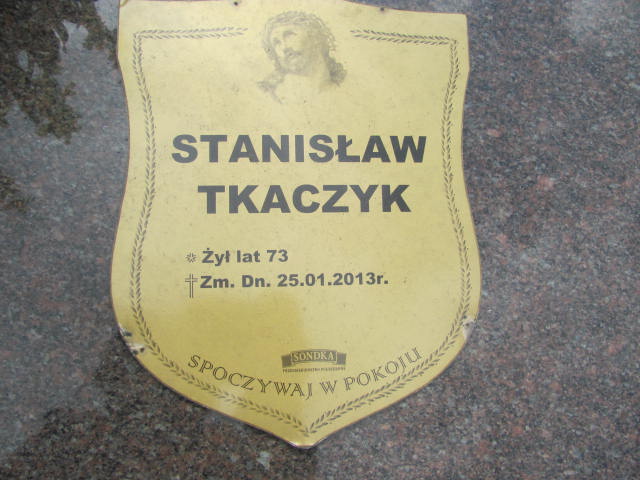 STANISŁAW
TKACZYK
Żył lat 73
Zm. Dn. 25.01.2013r.
SONDKA
SPOCZYWAJ W POKOJU